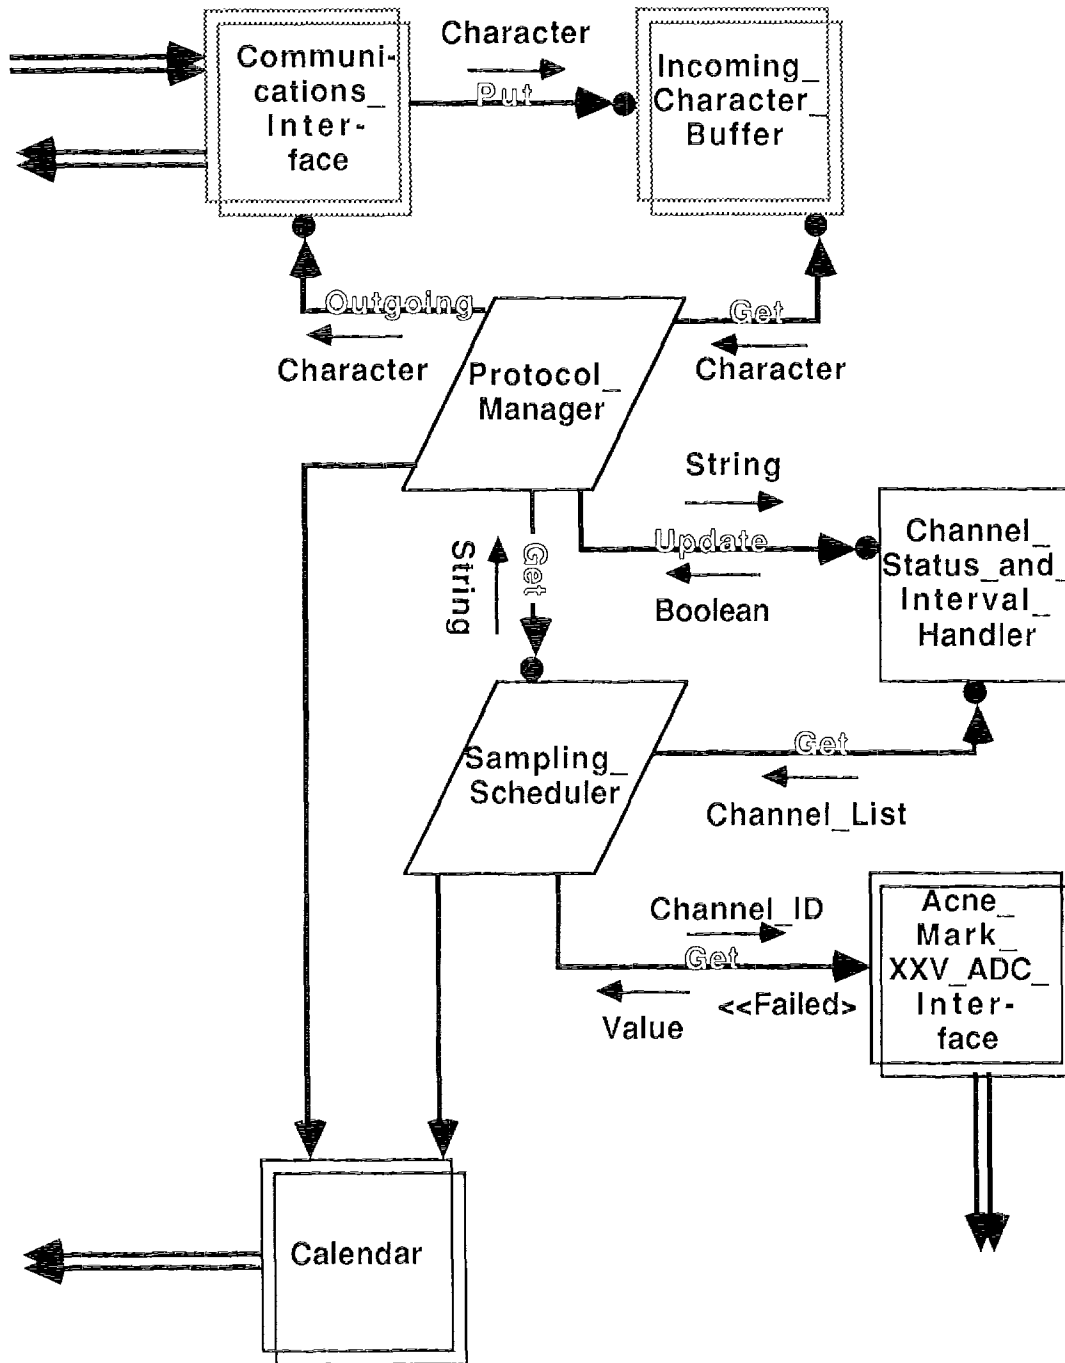 Character
Communi-
cations_
Inter-
face
Put
Incoming_
Character_
Buffer
Outgoing
Character
Get
Character
Protocol_
Manager
String
Update
Boolean
Channel_
Status_and_
Interval_
Handler
String
Get
Sampling_
Scheduler
Get
Channel_List
Channel_ID
Get
Value
<<Failed>
Acne_
Mark_
XXV_ADC_
Inter-
face
Calendar